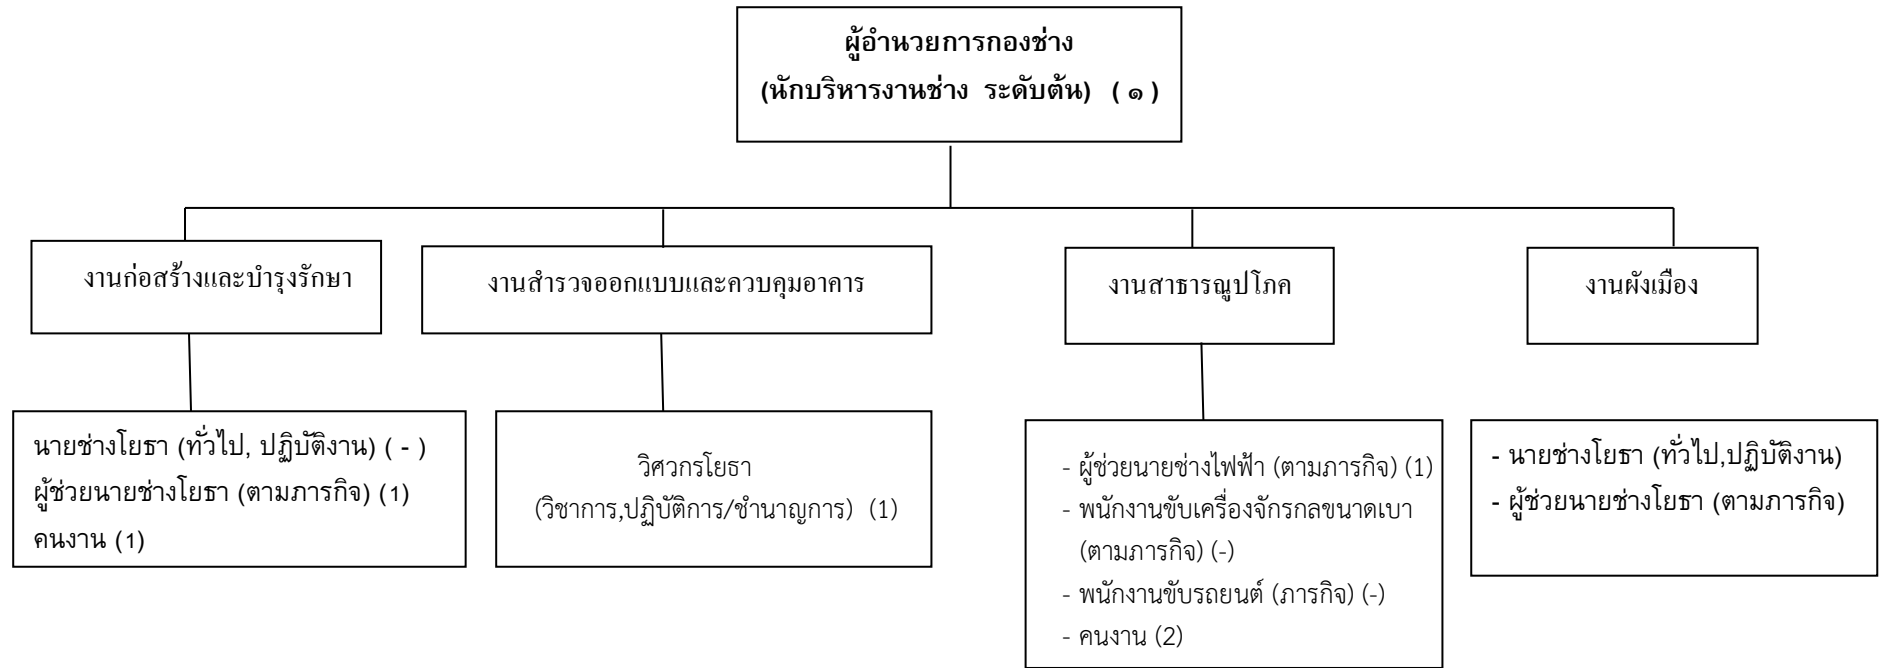 ผู้อำนวยการกองช่าง
(นักบริหารงานช่าง ระดับต้น) ( ๑ )
งานก่อสร้างและบำรุงรักษา
งานสำรวจออกแบบและควบคุมอาคาร
งานสาธารณูปโภค
งานผังเมือง
นายช่างโยธา (ทั่วไป, ปฏิบัติงาน) ( - )
ผู้ช่วยนายช่างโยธา (ตามภารกิจ) (1)
คนงาน (1)
วิศวกรโยธา
(วิชาการ,ปฏิบัติการ/ชำนาญการ) (1)
- ผู้ช่วยนายช่างไฟฟ้า (ตามภารกิจ) (1)
- พนักงานขับเครื่องจักรกลขนาดเบา
(ตามภารกิจ) (-)
- พนักงานขับรถยนต์ (ภารกิจ) (-)
- คนงาน (2)
- นายช่างโยธา (ทั่วไป,ปฏิบัติงาน)
- ผู้ช่วยนายช่างโยธา (ตามภารกิจ)